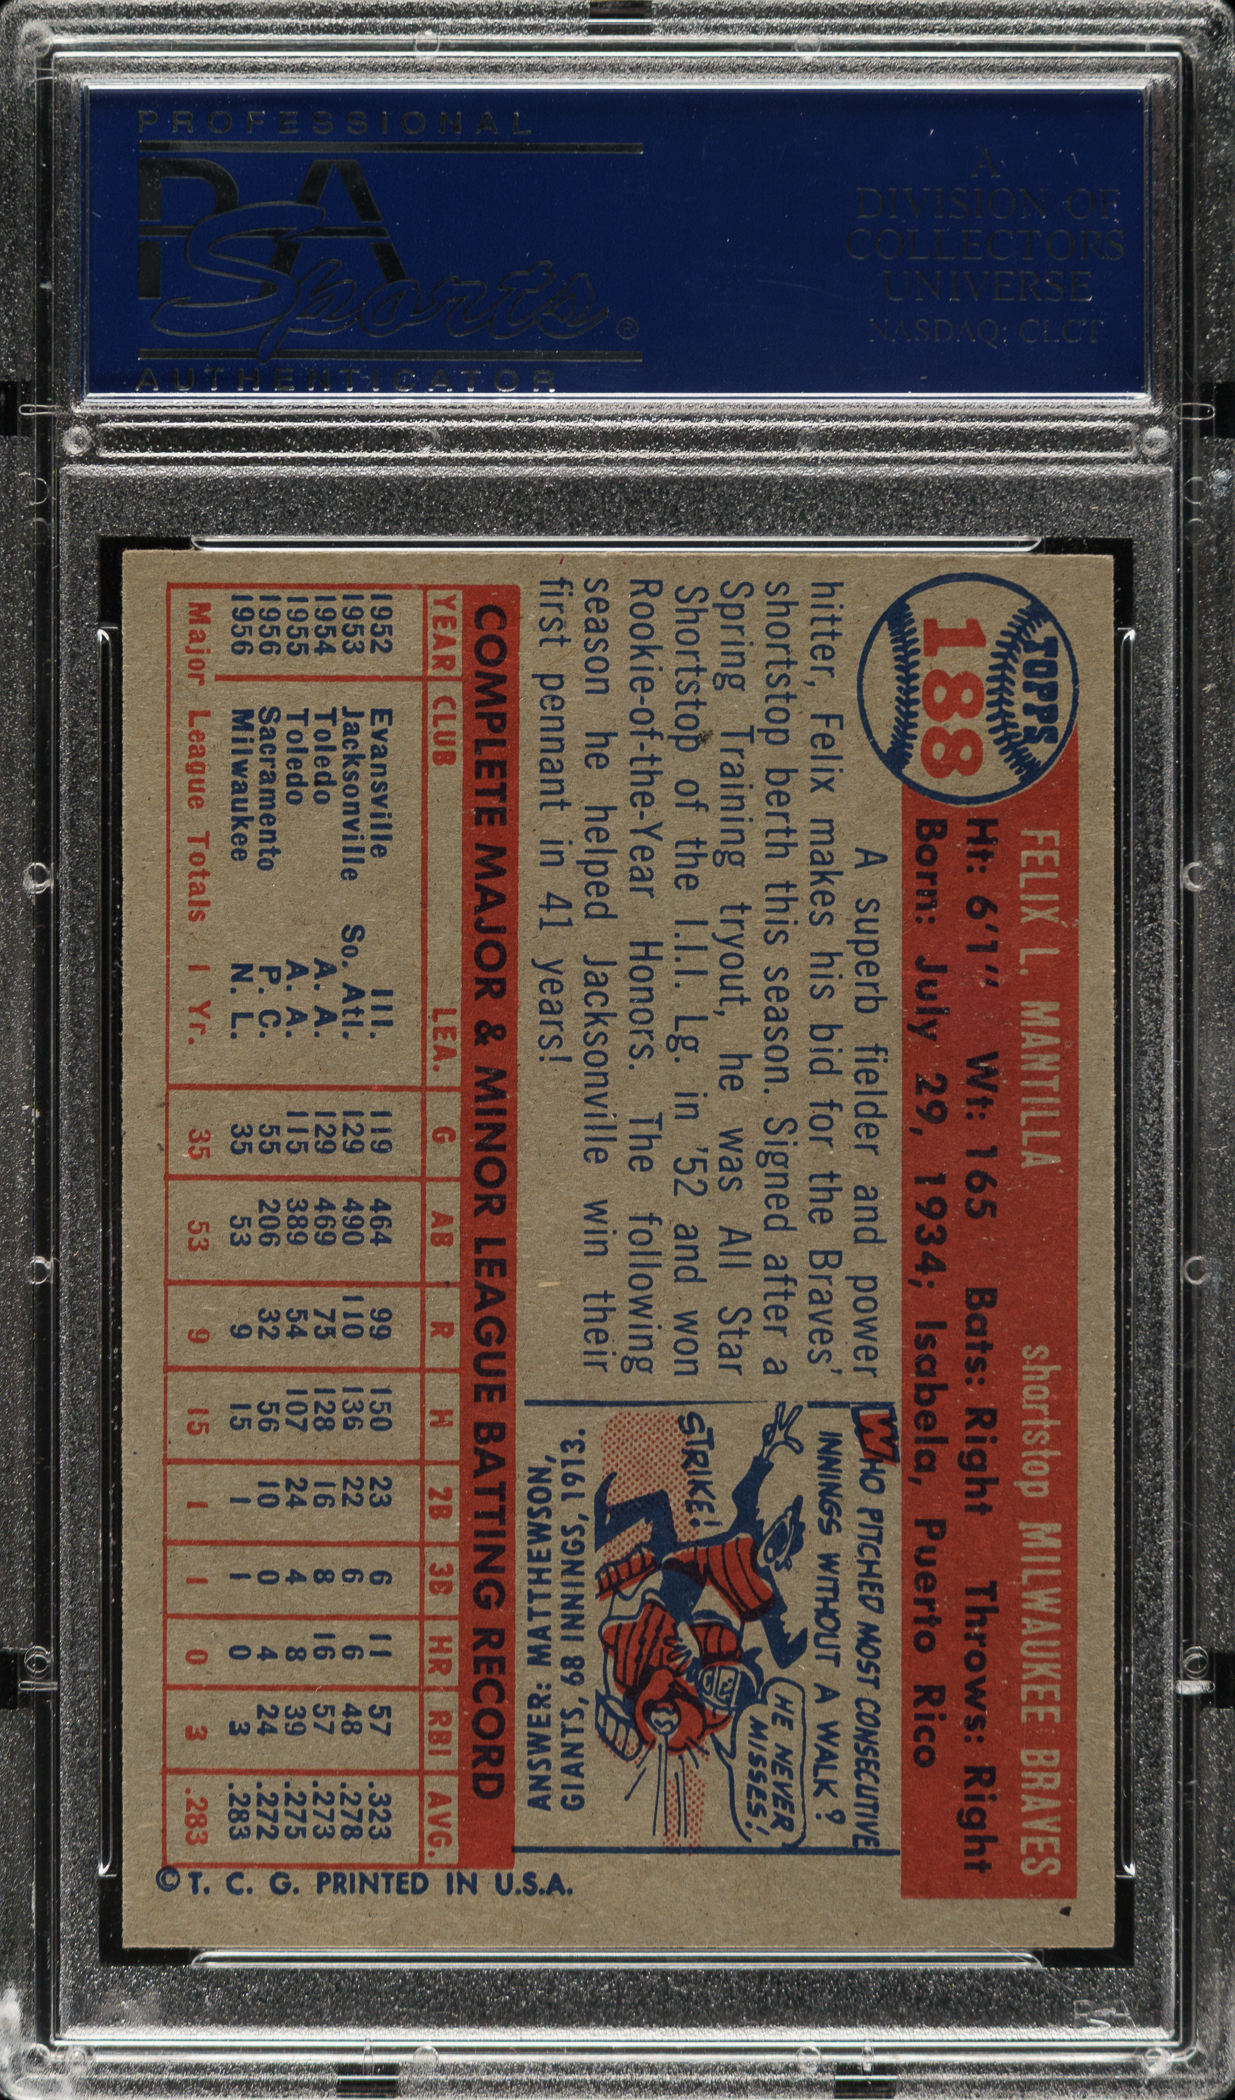 PROFESSIONAL
PSA
Sports®
AUTHENTICATOR
A
DIVISION OF
COLLECTORS
UNIVERSE
NASDAQ: CLCT
TOPPS
188
FELIX L. MANTILLA shortstop MILWAUKEE BRAVES
Ht: 6'1" Wt: 165 Bats: Right Throws: Right
Born: July 29, 1934; Isabela, Puerto Rico
A superb fielder and power
hitter, Felix makes his bid for the Braves'
shortstop berth this season. Signed after a
Spring Training tryout, he was All Star
Shortstop of the I.I.I. Lg. in '52 and won
Rookie-of-the-Year Honors. The following
season he helped Jacksonville win their
first pennant in 41 years!
WHO PITCHED MOST CONSECUTIVE
INNINGS WITHOUT A WALK?
HE NEVER
MISSES!
STRIKE!
ANSWER: MATTHEWSON,
GIANTS, 68 INNINGS, 1913.
COMPLETE MAJOR & MINOR LEAGUE BATTING RECORD
YEAR CLUB LEA. G AB R H 2B 3B HR RBI AVG.
1952 Evansville III. 119 464 99 150 23 6 11 57 .323
1953 Jacksonville So. Atl. 129 490 110 136 22 6 6 48 .278
1954 Toledo A. A. 129 469 75 128 16 8 16 57 .273
1955 Toledo A. A. 115 389 54 107 24 4 8 39 .275
1956 Sacramento P. C. 55 206 32 56 10 0 4 24 .272
1956 Milwaukee N. L. 35 53 9 15 1 1 0 3 .283
Major League Totals 1 Yr. 35 53 9 15 1 1 0 3 .283
© T. C. G. PRINTED IN U.S.A.
PSA